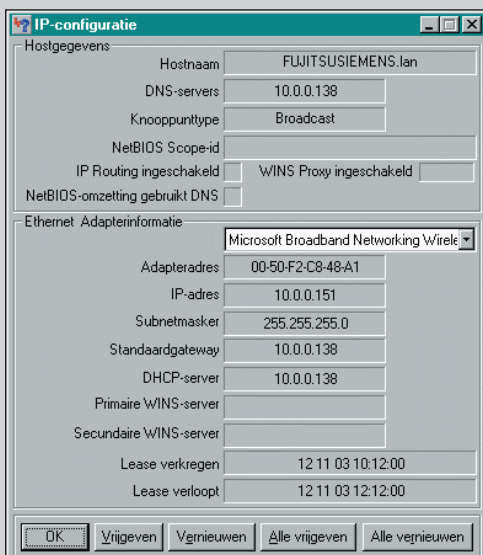 IP-configuratie
Hostgegevens
Hostnaam FUJITSUSIEMENS.lan
DNS-servers 10.0.0.138
Knooppunttype Broadcast
NetBIOS Scope-id
IP Routing ingeschakeld WINS Proxy ingeschakeld
NetBIOS-omzetting gebruikt DNS
Ethernet Adapterinformatie
Microsoft Broadband Networking Wirele
Adapteradres 00-50-F2-C8-48-A1
IP-adres 10.0.0.151
Subnetmasker 255.255.255.0
Standaardgateway 10.0.0.138
DHCP-server 10.0.0.138
Primaire WINS-server
Secundaire WINS-server
Lease verkregen 12 11 03 10:12:00
Lease verloopt 12 11 03 12:12:00
OK Vrijgeven Vernieuwen Alle vrijgeven Alle vernieuwen